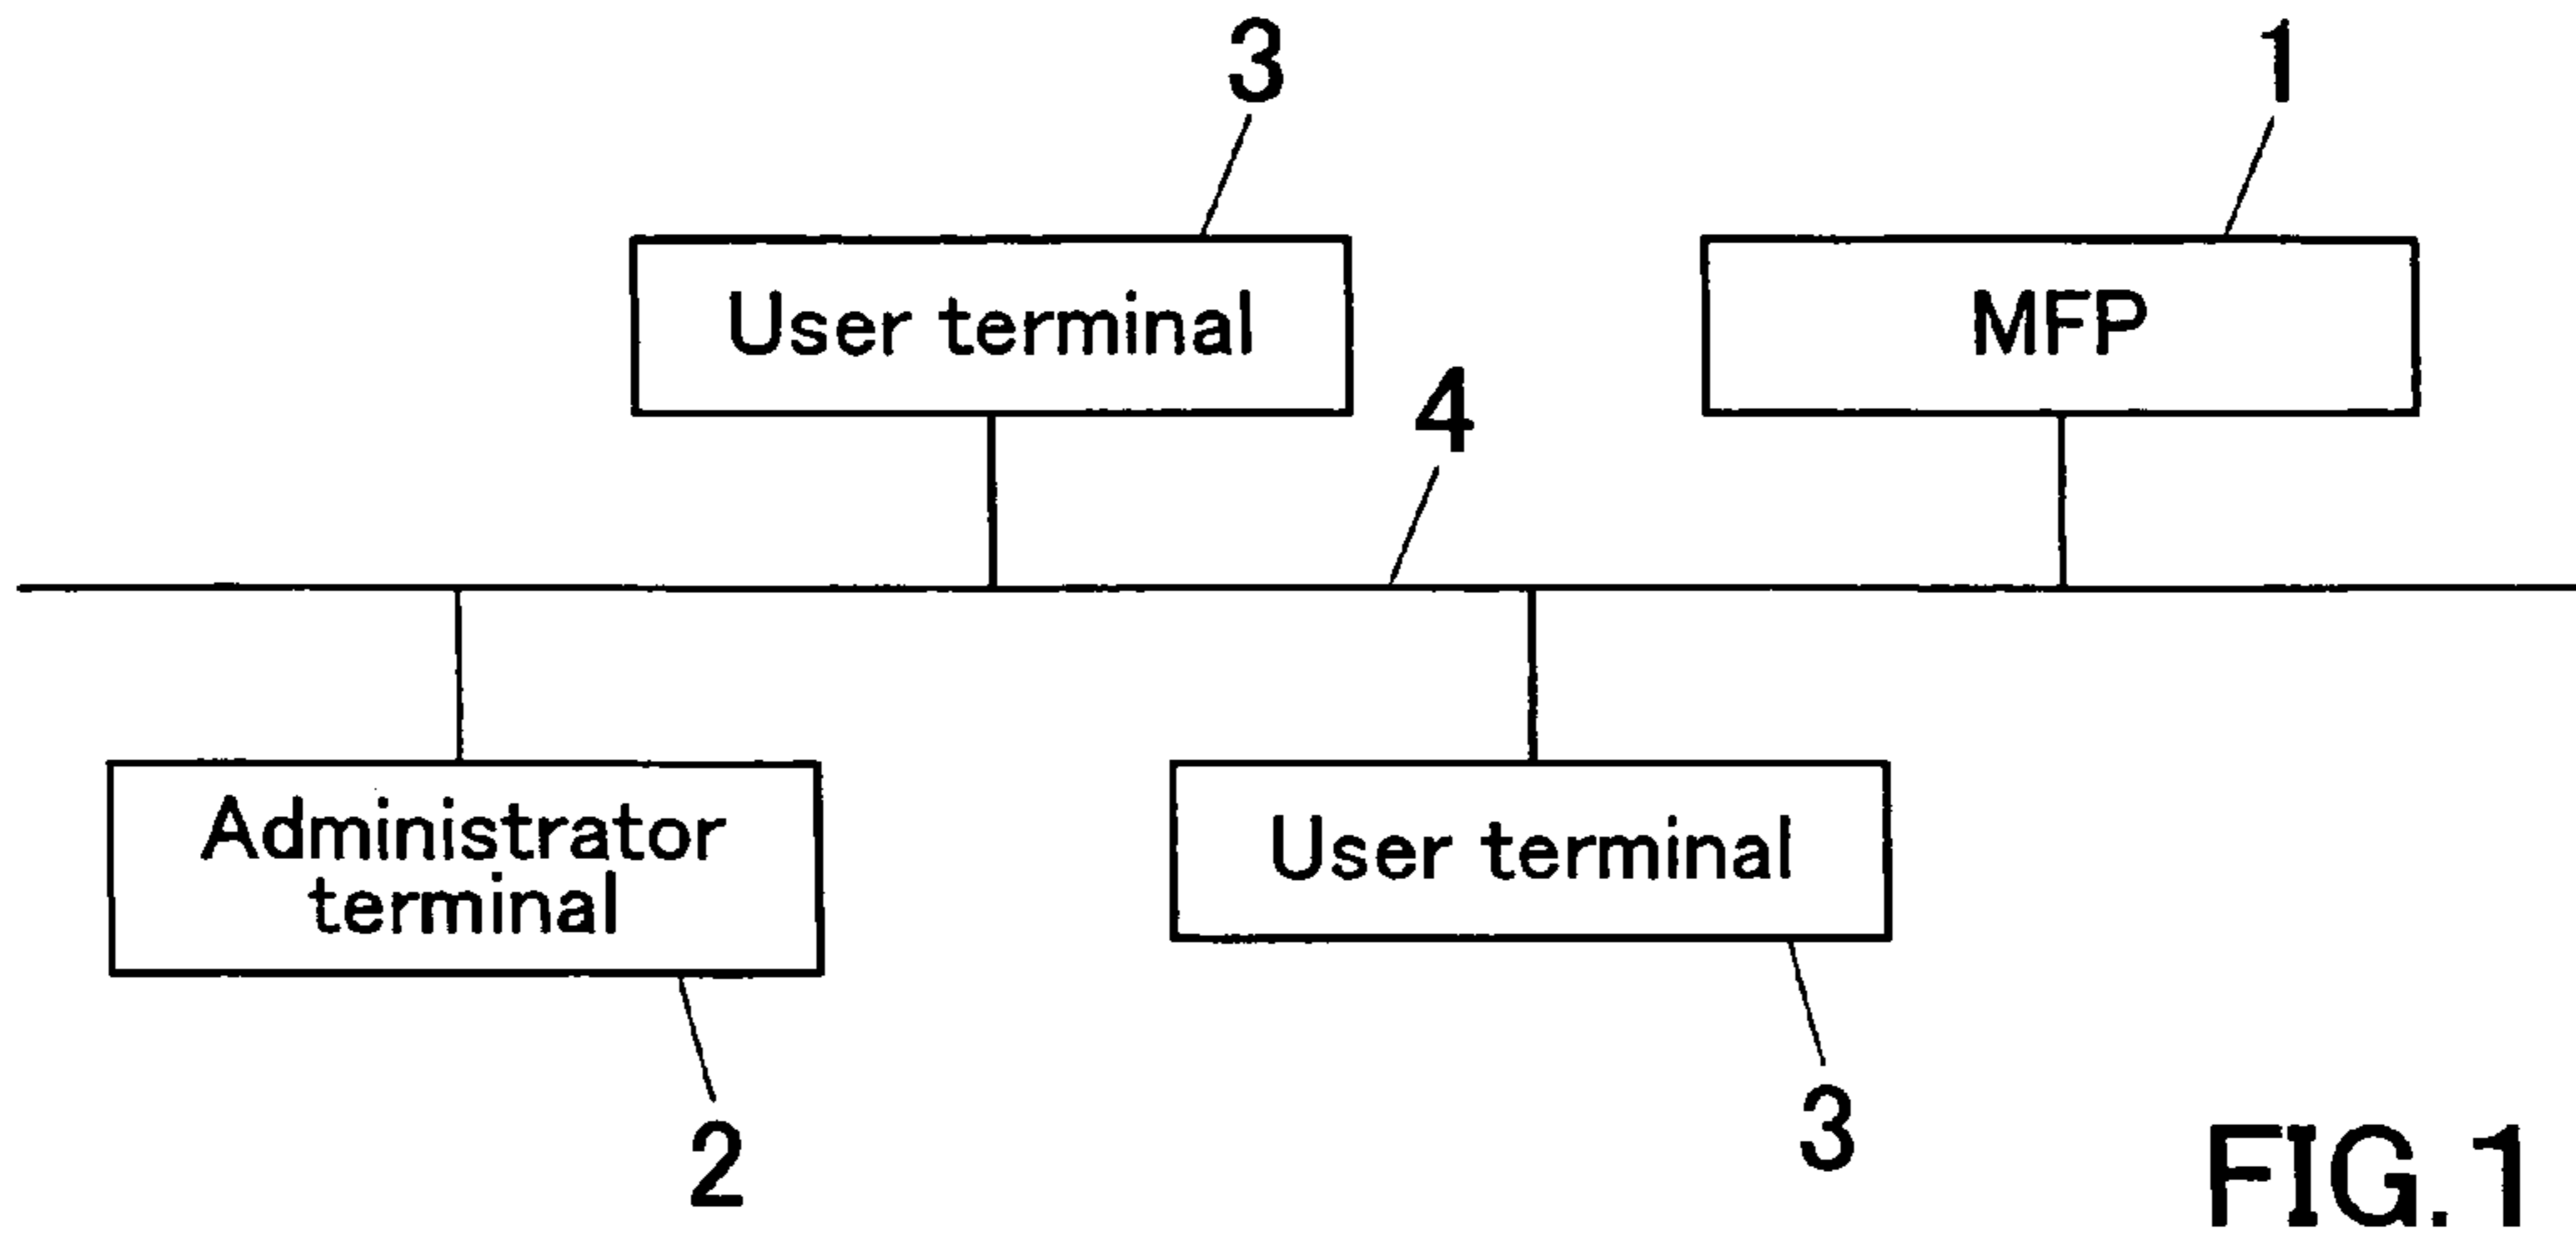 3
1
User terminal
MFP
4
Administrator
terminal
User terminal
2
3
FIG.1